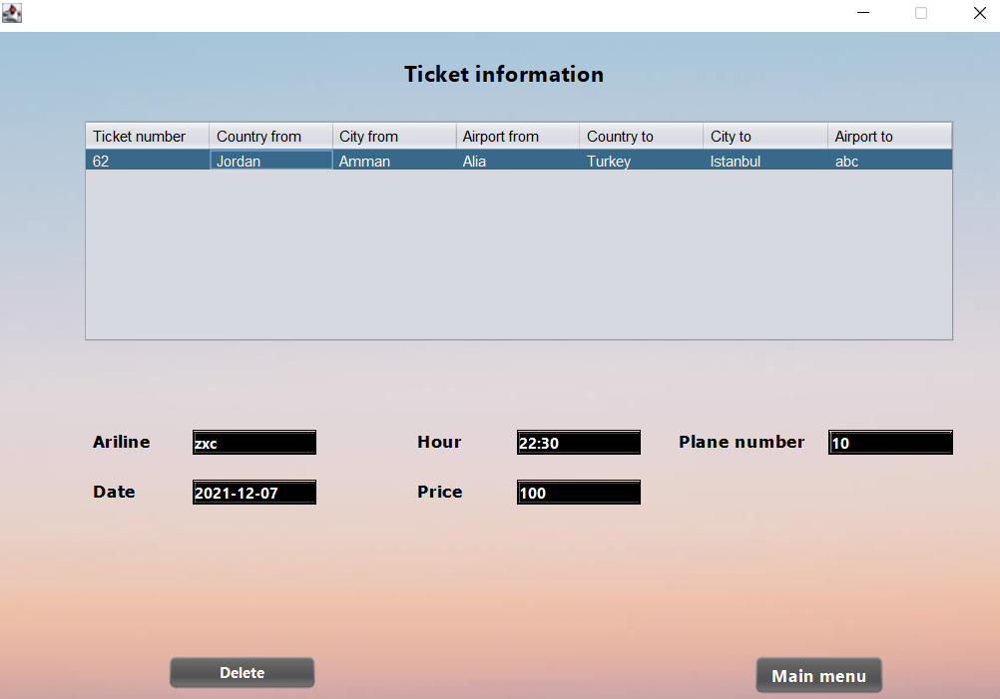 Ticket information
Ticket number Country from City from Airport from Country to City to Airport to
62 Jordan Amman Alia Turkey Istanbul abc
Ariline zxc Hour 22:30 Plane number 10
Date 2021-12-07 Price 100
Delete Main menu